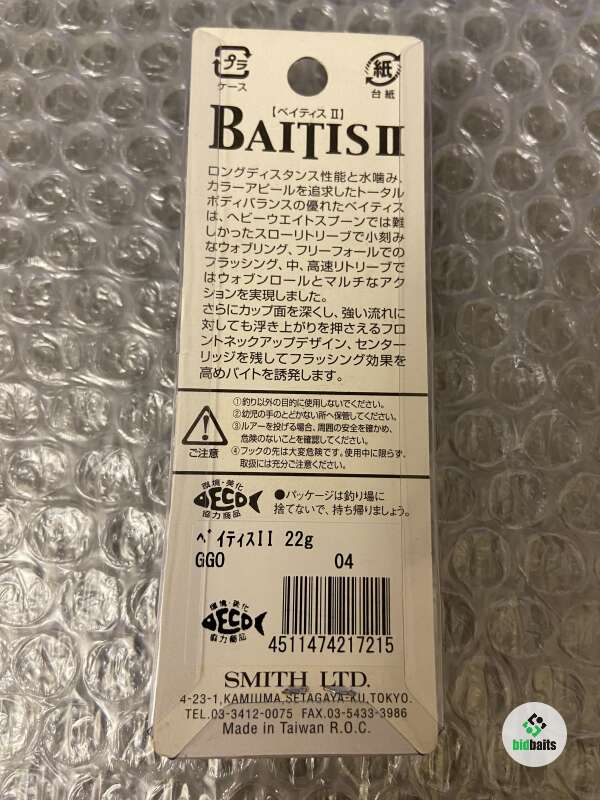 プラ
ケース
紙
台紙
【ベイティスⅡ】
BAITIS II
ロングディスタンス性能と水噛み、
カラーアピールを追求したトータル
ボディバランスの優れたベイティス
は、ヘビーウエイトスプーンでは難
しかったスローリトリーブで小刻み
なウォブリング、フリーフォールでの
フラッシング、中、高速リトリーブで
はウォブンロールとマルチなアク
ションを実現しました。
さらにカップ面を深くし、強い流れに
対しても浮き上がりを押さえるフロ
ントネックアップデザイン、センター
リッジを残してフラッシング効果を
高めバイトを誘発します。
ご注意
①釣り以外の目的に使用しないでください。
②幼児の手のとどかない所へ保管してください。
③ルアーを投げる場合、周囲の安全を確かめ、
危険のないことを確認してください。
④フックの先は大変危険です。使用中に限らず、
取扱には充分ご注意ください。
環境・美化
ECO
協力商品
●パッケージは釣り場に
捨てないで、持ち帰りましょう。
ベイティスII 22g
GGO 04
環境・美化
ECO
協力商品
4511474217215
SMITH LTD.
4-23-1,KAMIUMA,SETAGAYA-KU,TOKYO.
TEL.03-3412-0075 FAX.03-5433-3986
Made in Taiwan R.O.C.
bidbaits